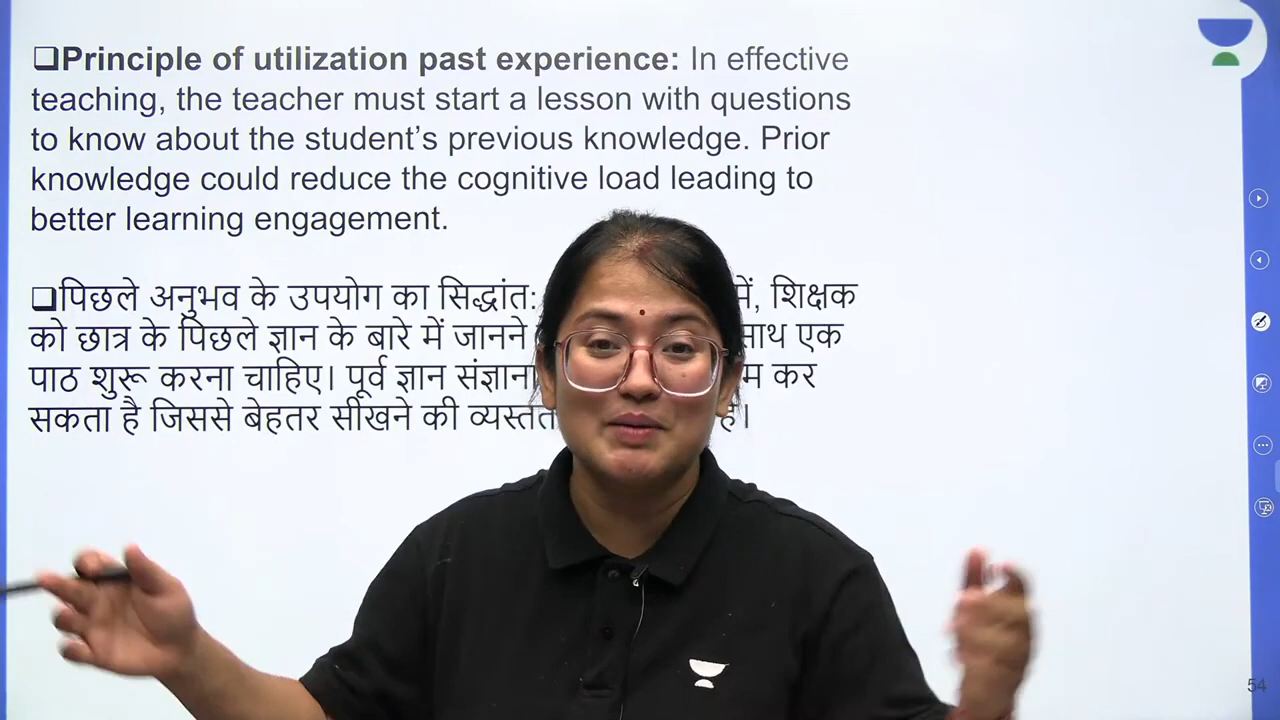 ❑Principle of utilization past experience: In effective
teaching, the teacher must start a lesson with questions
to know about the student’s previous knowledge. Prior
knowledge could reduce the cognitive load leading to
better learning engagement.
❑पिछले अनुभव के उपयोग का सिद्धांत: में, शिक्षक
को छात्र के पिछले ज्ञान के बारे में जानने साथ एक
पाठ शुरू करना चाहिए। पूर्व ज्ञान कर
सकता है जिससे बेहतर सीखने की है।
54